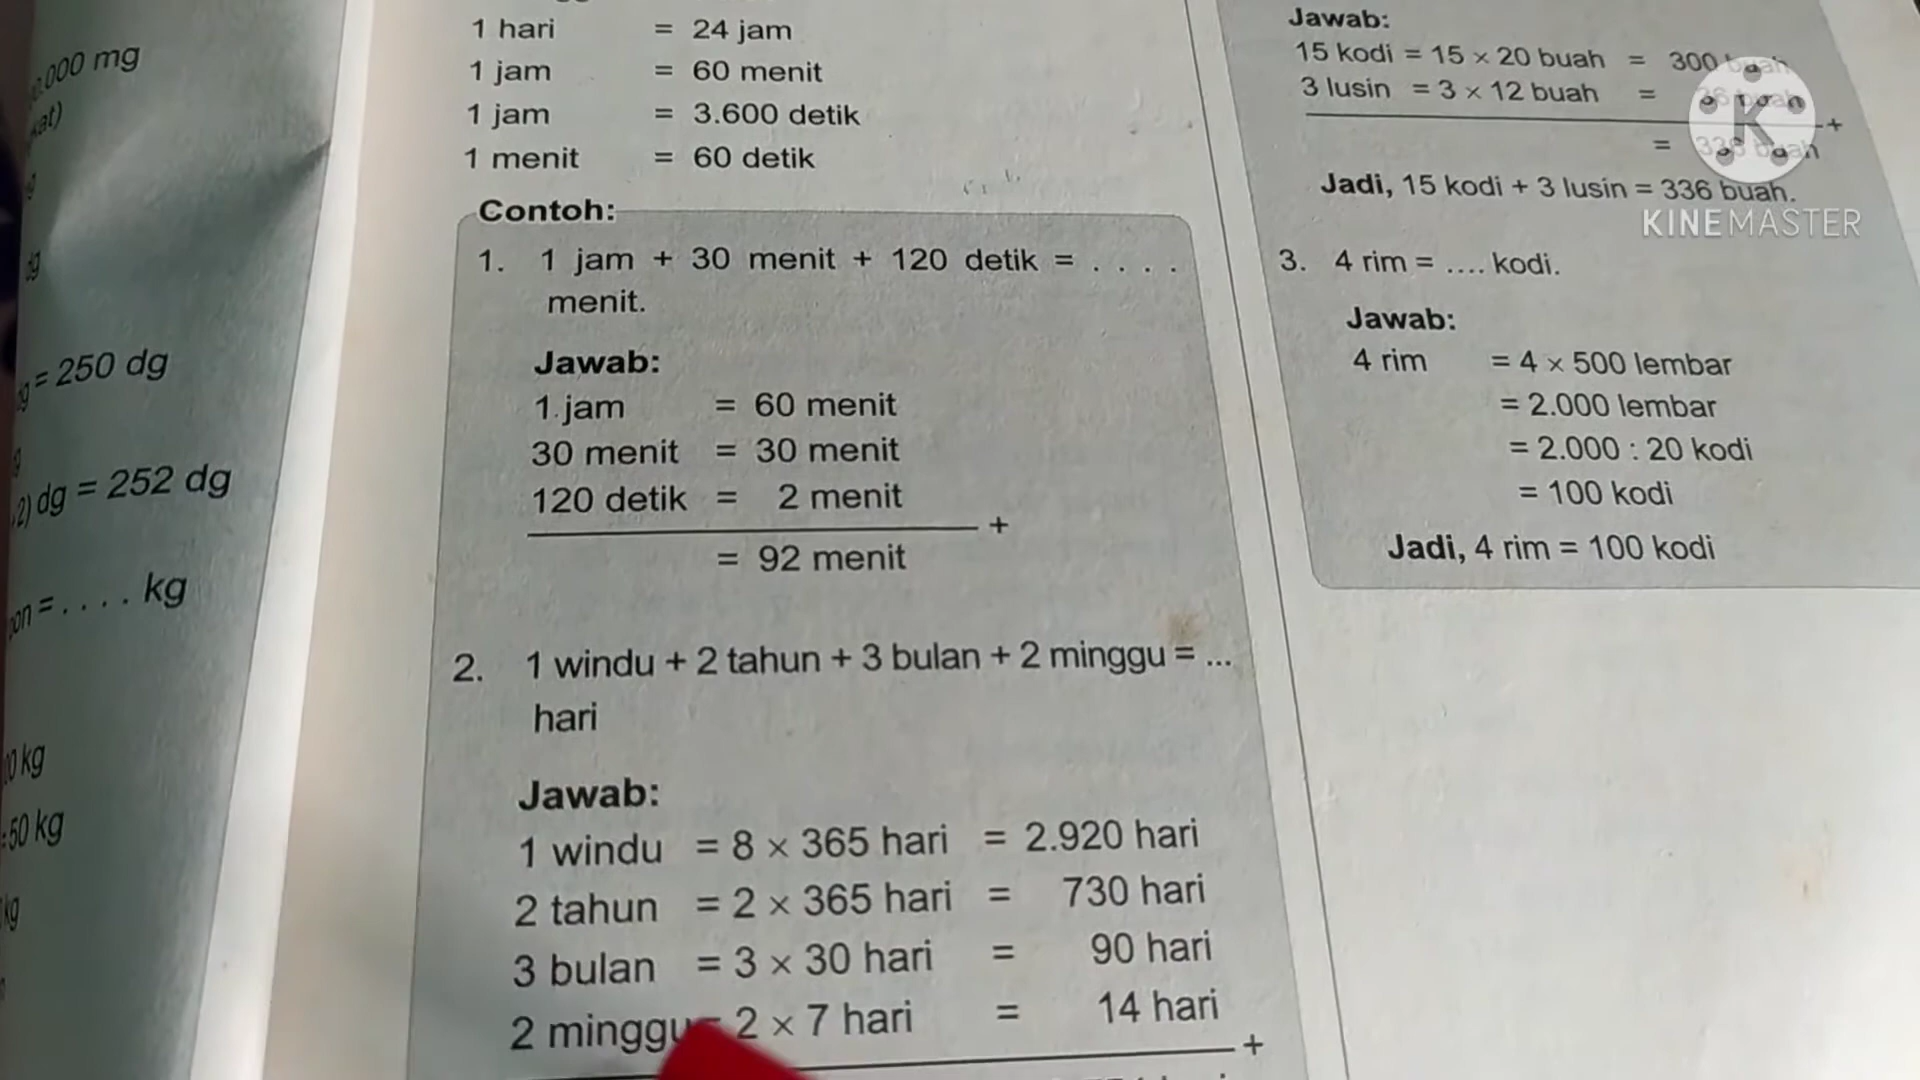 .000 mg
= 250 dg
dg = 252 dg
= . . . . kg
kg
50 kg
kg
1 hari = 24 jam
1 jam = 60 menit
1 jam = 3.600 detik
1 menit = 60 detik
Contoh:
1. 1 jam + 30 menit + 120 detik = . . . .
menit.
Jawab:
1 jam = 60 menit
30 menit = 30 menit
120 detik = 2 menit
+
= 92 menit
2. 1 windu + 2 tahun + 3 bulan + 2 minggu = ...
hari
Jawab:
1 windu = 8 × 365 hari = 2.920 hari
2 tahun = 2 × 365 hari = 730 hari
3 bulan = 3 × 30 hari = 90 hari
2 minggu = 2 × 7 hari = 14 hari
+
Jawab:
15 kodi = 15 × 20 buah = 300 buah
3 lusin = 3 × 12 buah = 36 buah
+
= 336 buah
Jadi, 15 kodi + 3 lusin = 336 buah.
3. 4 rim = .... kodi.
Jawab:
4 rim = 4 × 500 lembar
= 2.000 lembar
= 2.000 : 20 kodi
= 100 kodi
Jadi, 4 rim = 100 kodi
K
KINEMASTER